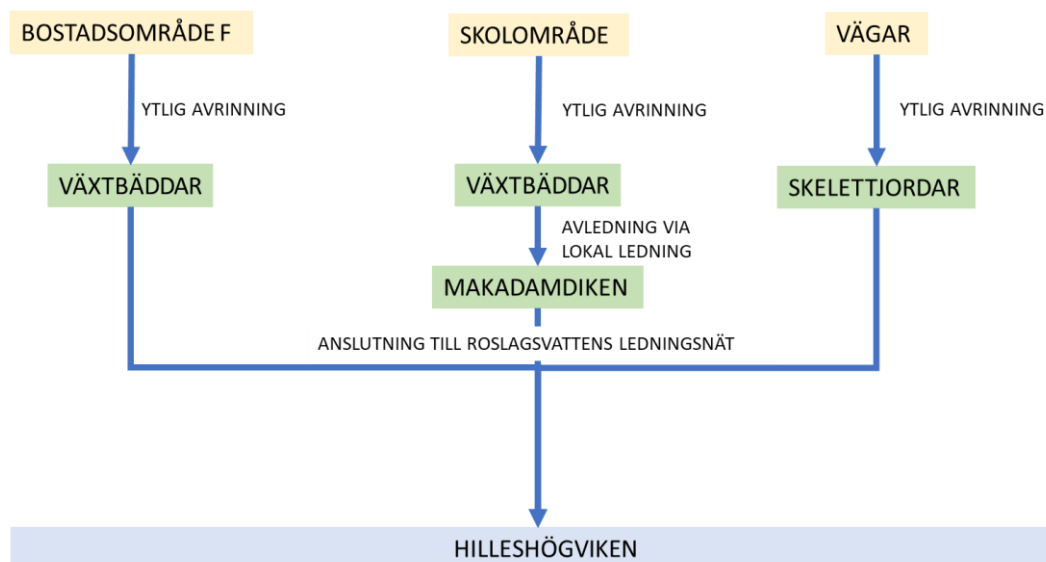 BOSTADSOMRÅDE F
SKOLOMRÅDE
VÄGAR
YTLIG AVRINNING
YTLIG AVRINNING
YTLIG AVRINNING
VÄXTBÄDDAR
VÄXTBÄDDAR
SKELETTJORDAR
AVLEDNING VIA
LOKAL LEDNING
MAKADAMDIKEN
ANSLUTNING TILL ROSLAGSVATTENS LEDNINGSNÄT
HILLESHÖGVIKEN